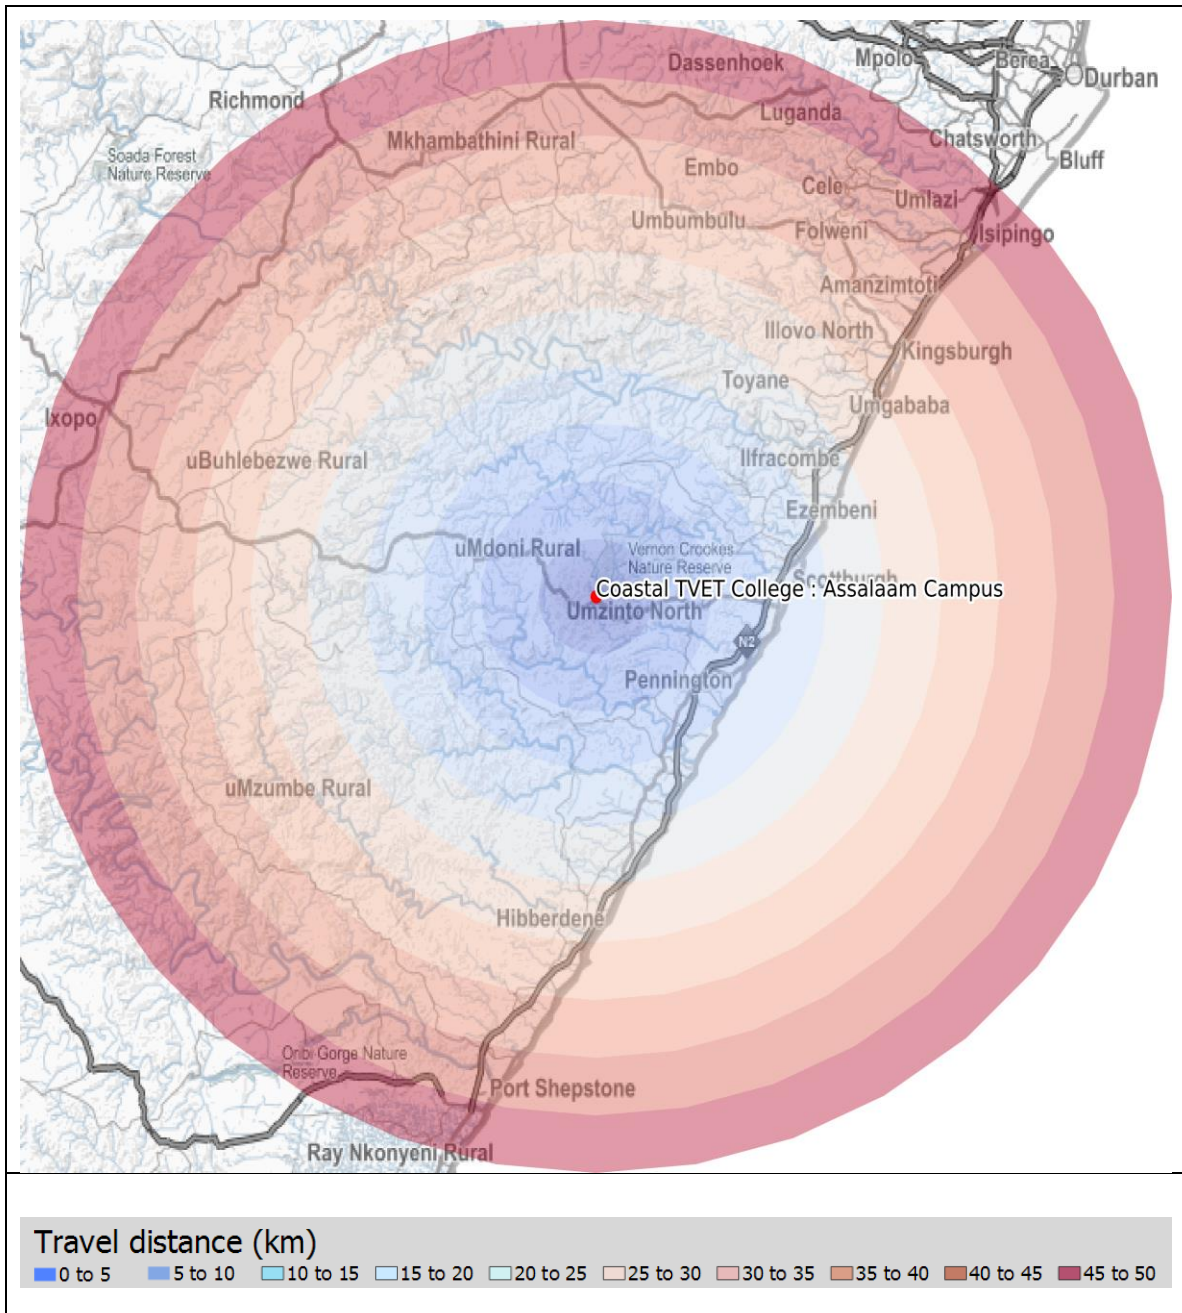 Dassenhoek
Mpolo
Berea
Durban
Richmond
Luganda
Mkhambathini Rural
Chatsworth
Soada Forest
Nature Reserve
Embo
Bluff
Cele
Umlazi
Umbumbulu
Folweni
Isipingo
Amanzimtoti
Illovo North
Kingsburgh
Toyane
Umgababa
Ixopo
uBuhlebezwe Rural
Ilfracombe
Ezembeni
uMdoni Rural
Vernon Crookes
Nature Reserve
Scottburgh
Coastal TVET College : Assalaam Campus
Umzinto North
N2
Pennington
uMzumbe Rural
Hibberdene
Oribi Gorge Nature
Reserve
Port Shepstone
Ray Nkonyeni Rural
Travel distance (km)
0 to 5 5 to 10 10 to 15 15 to 20 20 to 25 25 to 30 30 to 35 35 to 40 40 to 45 45 to 50